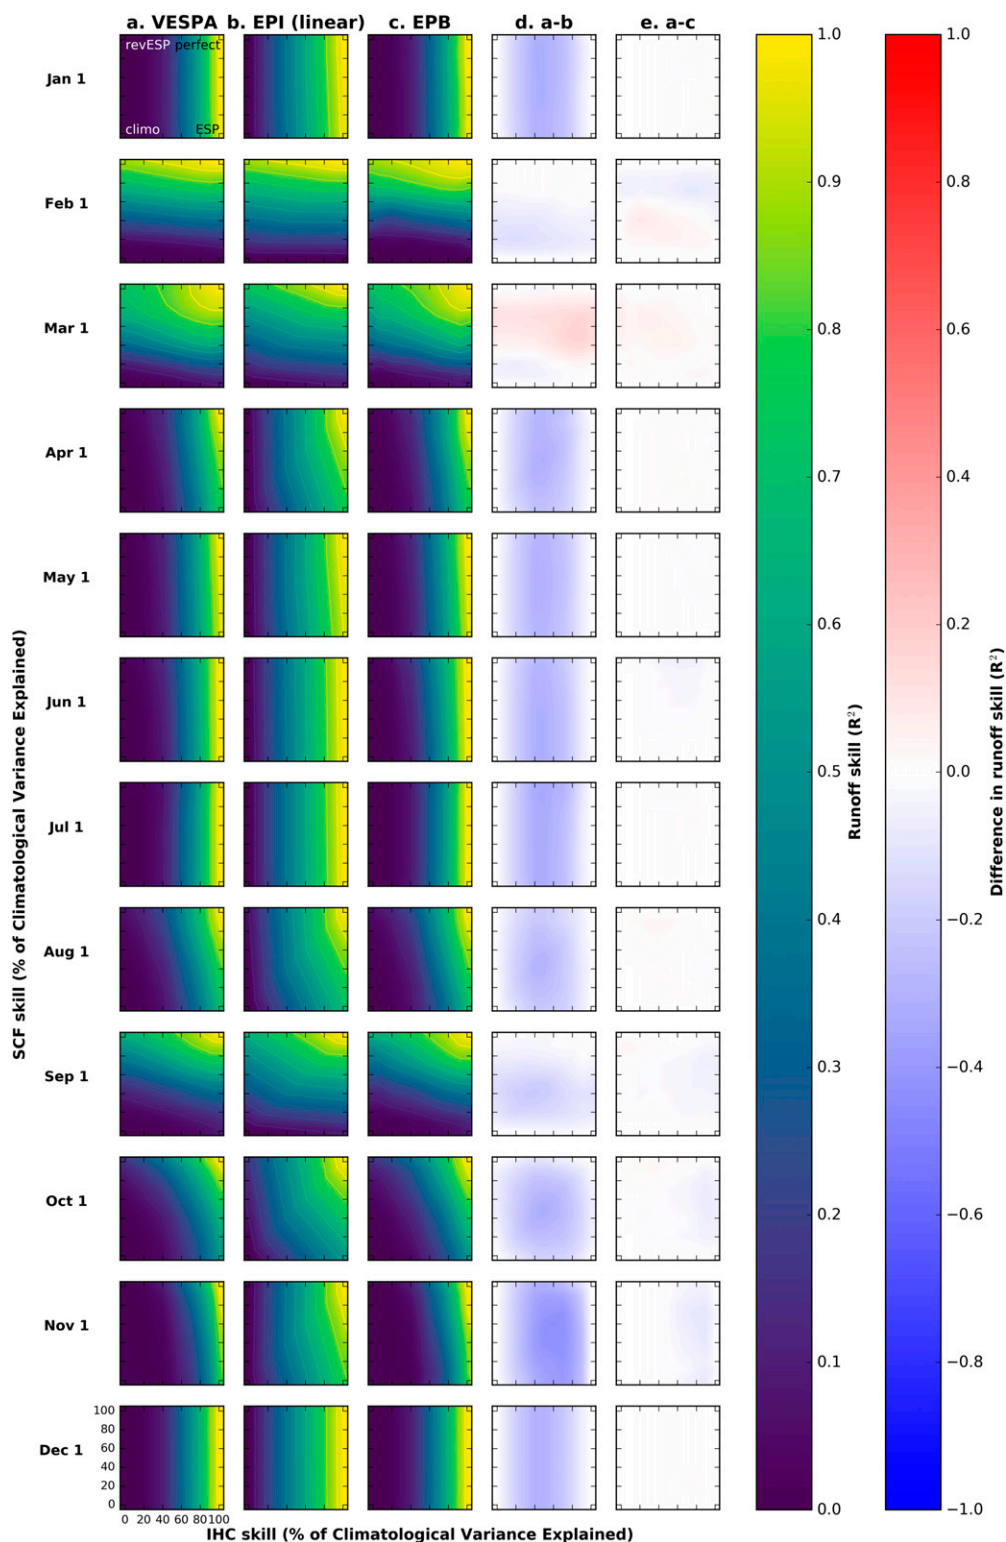 a. VESPA b. EPI (linear) c. EPB d. a-b e. a-c
revESP perfect
climo ESP
Jan 1
Feb 1
Mar 1
Apr 1
May 1
Jun 1
Jul 1
Aug 1
Sep 1
Oct 1
Nov 1
Dec 1
100
80
60
40
20
0
0 20 40 60 80 100
IHC skill (% of Climatological Variance Explained)
SCF skill (% of Climatological Variance Explained)
1.0
0.9
0.8
0.7
0.6
0.5
0.4
0.3
0.2
0.1
0.0
Runoff skill (R²)
1.0
0.8
0.6
0.4
0.2
0.0
−0.2
−0.4
−0.6
−0.8
−1.0
Difference in runoff skill (R²)